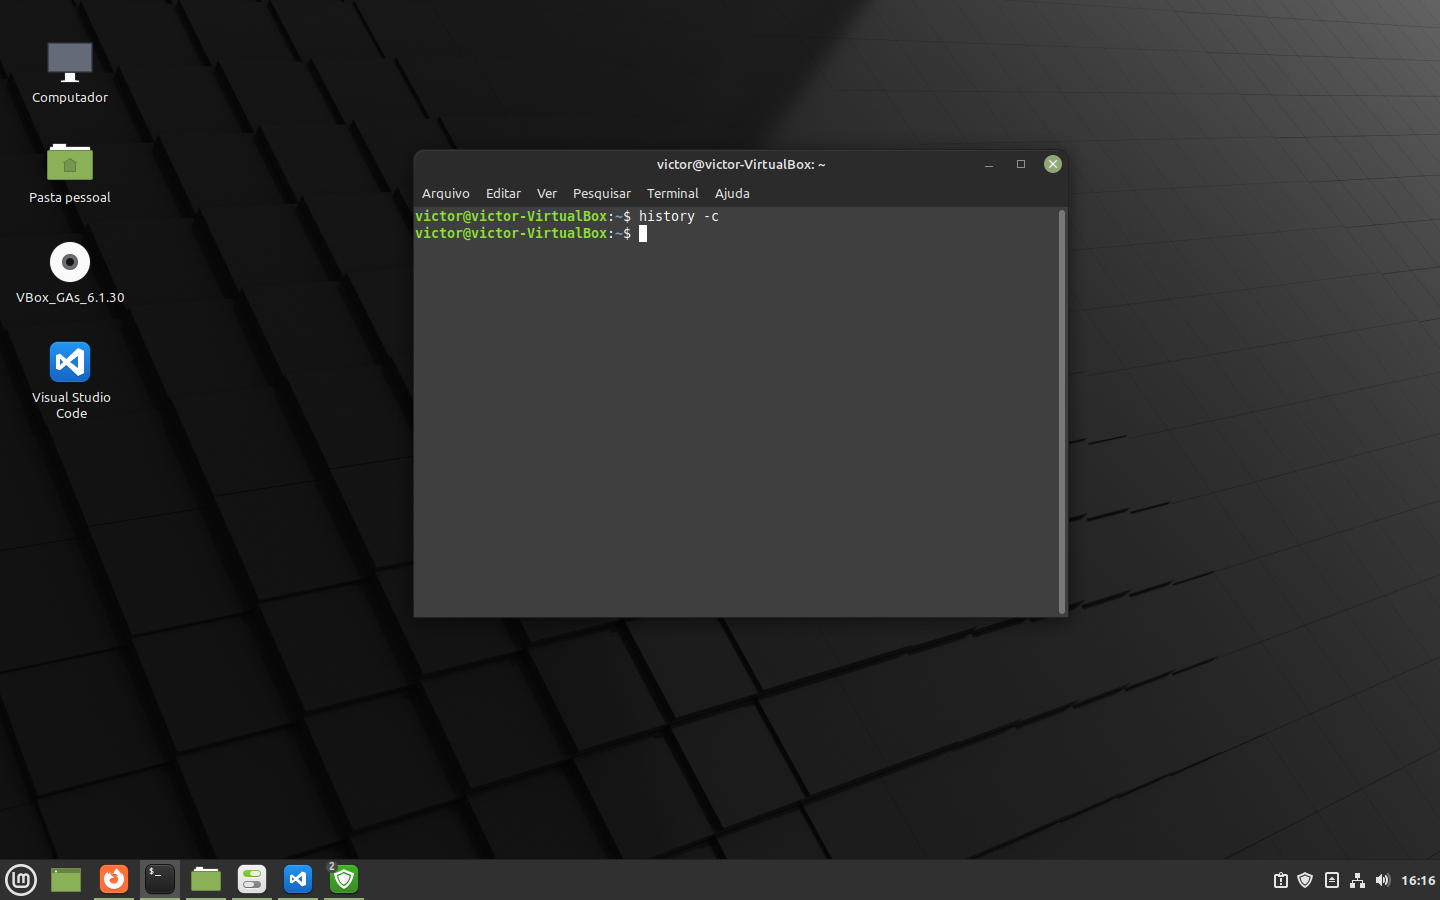 Computador
Pasta pessoal
VBox_GAs_6.1.30
Visual Studio
Code
victor@victor-VirtualBox: ~
Arquivo Editar Ver Pesquisar Terminal Ajuda
victor@victor-VirtualBox:~$ history -c
victor@victor-VirtualBox:~$
$_
2
16:16